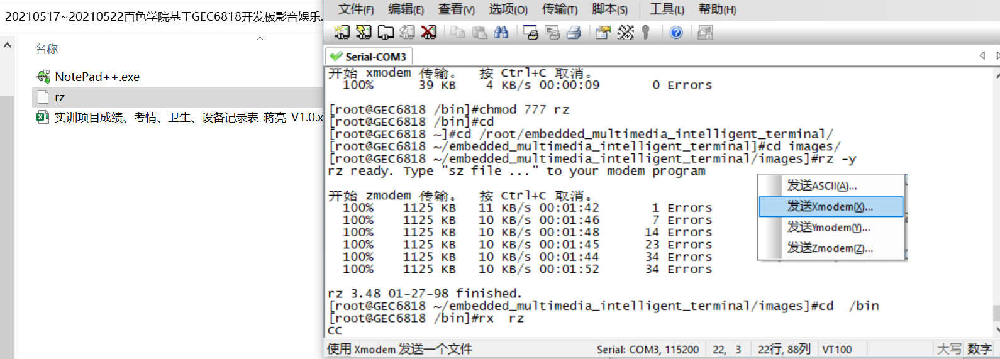 20210517~20210522百色学院基于GEC6818开发板影音娱乐.
名称
NotePad++.exe
rz
实训项目成绩、考情、卫生、设备记录表-蒋亮-V1.0.x
文件(F) 编辑(E) 查看(V) 选项(O) 传输(T) 脚本(S) 工具(L) 帮助(H)
Serial-COM3
开始 xmodem 传输。 按 Ctrl+C 取消。
100% 39 KB 4 KB/s 00:00:09 0 Errors
[root@GEC6818 /bin]#chmod 777 rz
[root@GEC6818 /bin]#cd
[root@GEC6818 ~]#cd /root/embedded_multimedia_intelligent_terminal/
[root@GEC6818 ~/embedded_multimedia_intelligent_terminal]#cd images/
[root@GEC6818 ~/embedded_multimedia_intelligent_terminal/images]#rz -y
rz ready. Type "sz file ..." to your modem program
开始 zmodem 传输。 按 Ctrl+C 取消。
100% 1125 KB 11 KB/s 00:01:42 1 Errors
100% 1125 KB 10 KB/s 00:01:46 7 Errors
100% 1125 KB 10 KB/s 00:01:48 14 Errors
100% 1125 KB 10 KB/s 00:01:45 23 Errors
100% 1125 KB 10 KB/s 00:01:44 34 Errors
100% 1125 KB 10 KB/s 00:01:52 34 Errors
rz 3.48 01-27-98 finished.
[root@GEC6818 ~/embedded_multimedia_intelligent_terminal/images]#cd /bin
[root@GEC6818 /bin]#rx rz
CC
发送ASCII(A)...
发送Xmodem(X)...
发送Ymodem(Y)...
发送Zmodem(Z)...
使用 Xmodem 发送一个文件 Serial: COM3, 115200 22, 3 22行, 88列 VT100 大写 数字